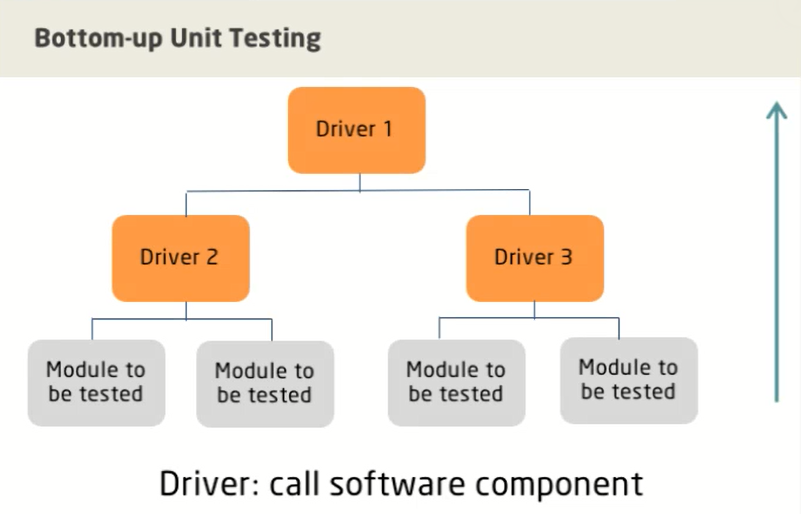 Bottom-up Unit Testing
Driver 1
Driver 2
Driver 3
Module to
be tested
Module to
be tested
Module to
be tested
Module to
be tested
Driver: call software component